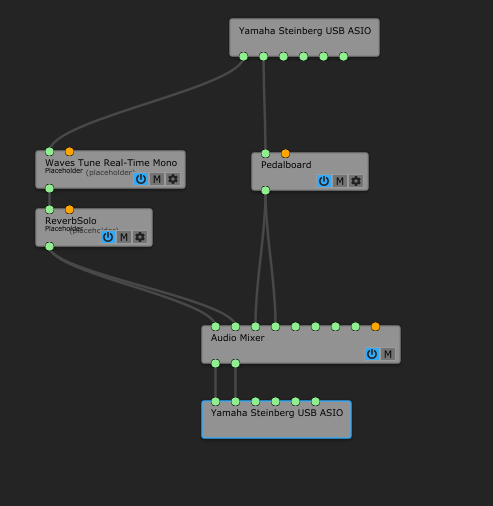 Yamaha Steinberg USB ASIO
Waves Tune Real-Time Mono
Placeholder (placeholder)
M
Pedalboard
M
ReverbSolo
Placeholder (placeholder)
M
Audio Mixer
M
Yamaha Steinberg USB ASIO